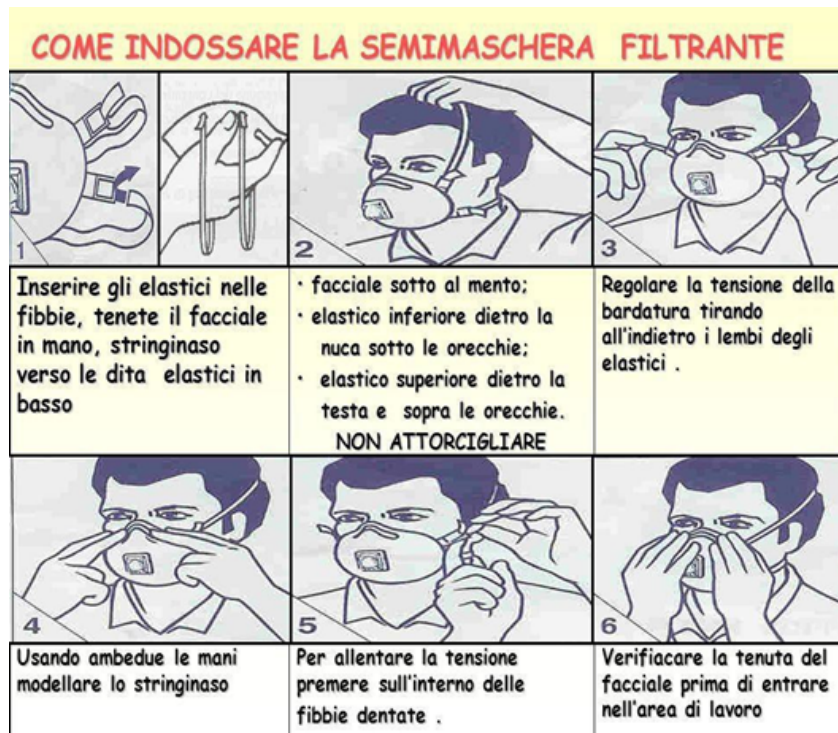 COME INDOSSARE LA SEMIMASCHERA FILTRANTE
1
Inserire gli elastici nelle
fibbie, tenete il facciale
in mano, stringinaso
verso le dita elastici in
basso
2
· facciale sotto al mento;
· elastico inferiore dietro la
nuca sotto le orecchie;
· elastico superiore dietro la
testa e sopra le orecchie.
NON ATTORCIGLIARE
3
Regolare la tensione della
bardatura tirando
all'indietro i lembi degli
elastici .
4
Usando ambedue le mani
modellare lo stringinaso
5
Per allentare la tensione
premere sull'interno delle
fibbie dentate .
6
Verifiacare la tenuta del
facciale prima di entrare
nell'area di lavoro